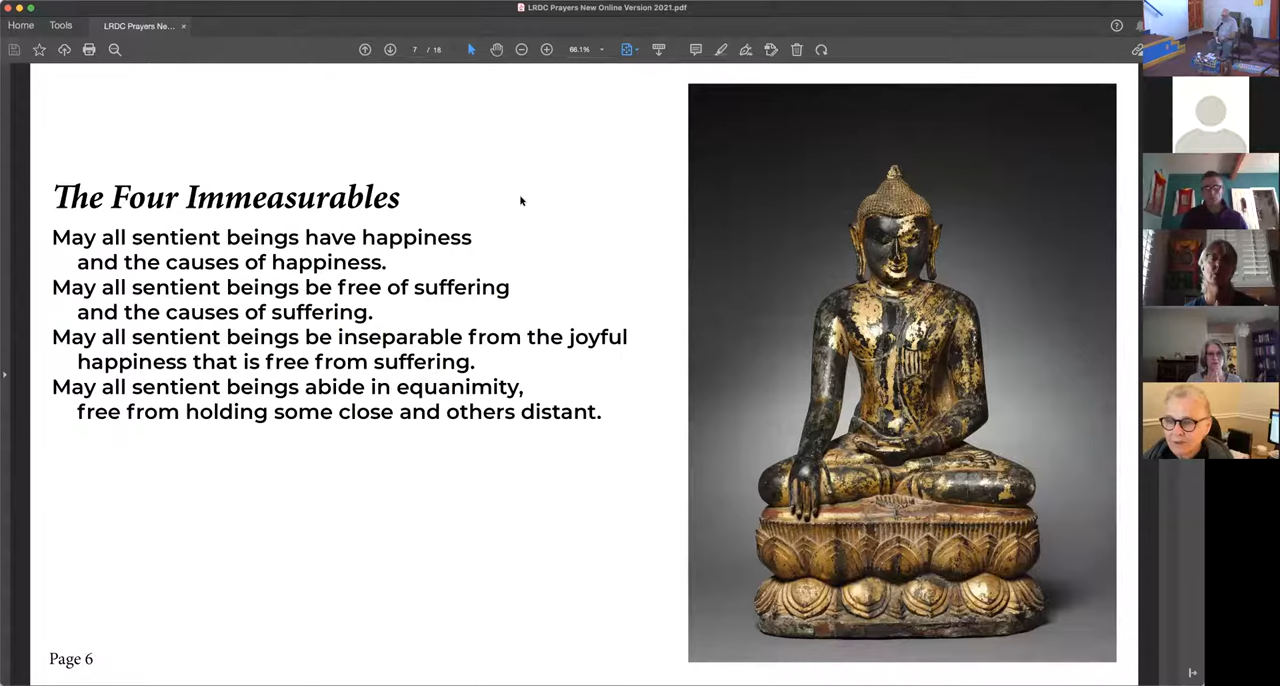 LRDC Prayers New Online Version 2021.pdf
Home Tools LRDC Prayers Ne... ×
7 / 18 66.1%
The Four Immeasurables
May all sentient beings have happiness
and the causes of happiness.
May all sentient beings be free of suffering
and the causes of suffering.
May all sentient beings be inseparable from the joyful
happiness that is free from suffering.
May all sentient beings abide in equanimity,
free from holding some close and others distant.
Page 6